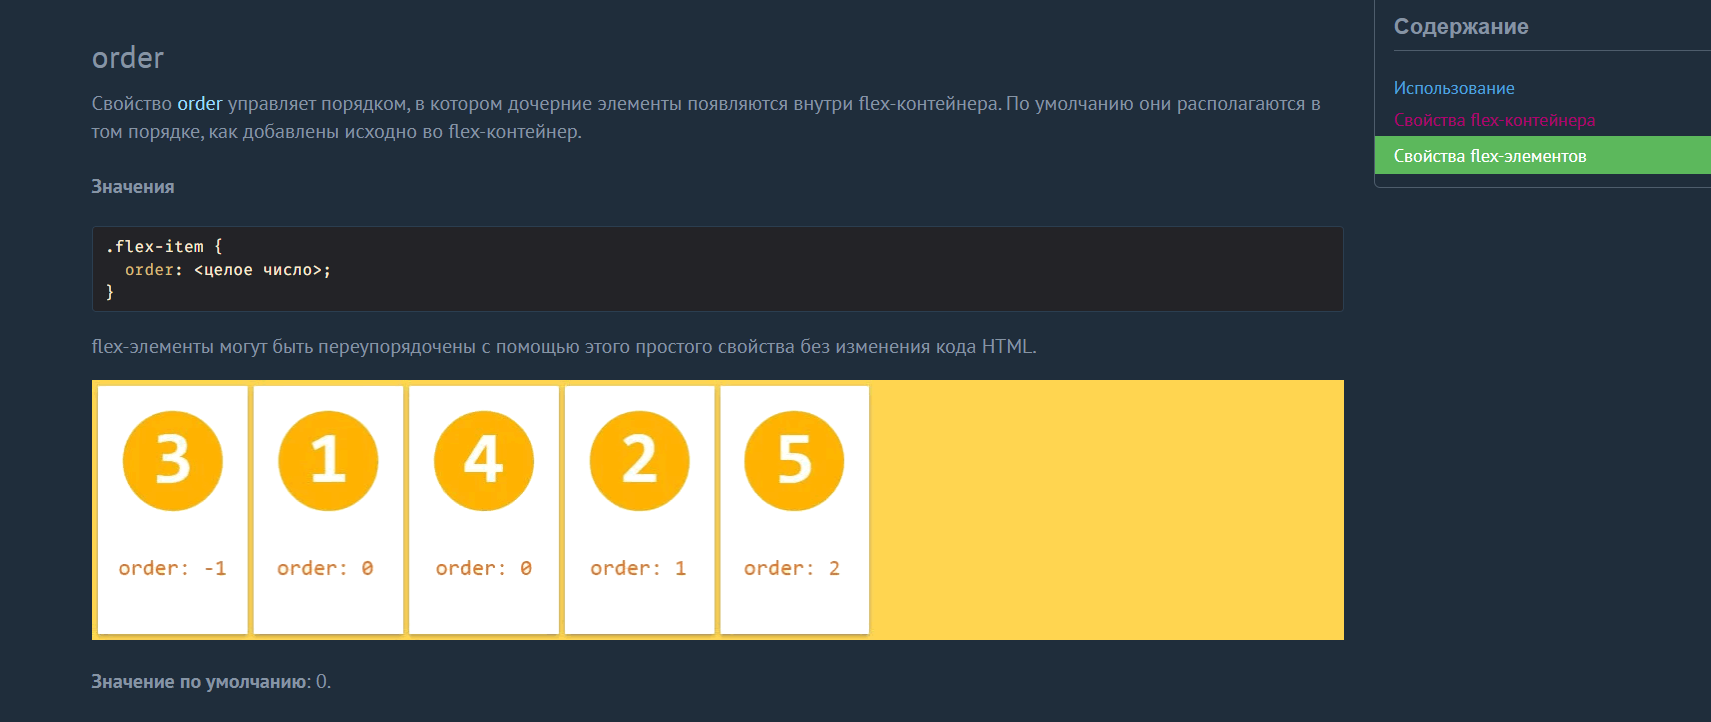 order
Свойство order управляет порядком, в котором дочерние элементы появляются внутри flex-контейнера. По умолчанию они располагаются в
том порядке, как добавлены исходно во flex-контейнер.
Значения
.flex-item {
order: <целое число>;
}
flex-элементы могут быть переупорядочены с помощью этого простого свойства без изменения кода HTML.
3 1 4 2 5
order: -1 order: 0 order: 0 order: 1 order: 2
Значение по умолчанию: 0.
Содержание
Использование
Свойства flex-контейнера
Свойства flex-элементов